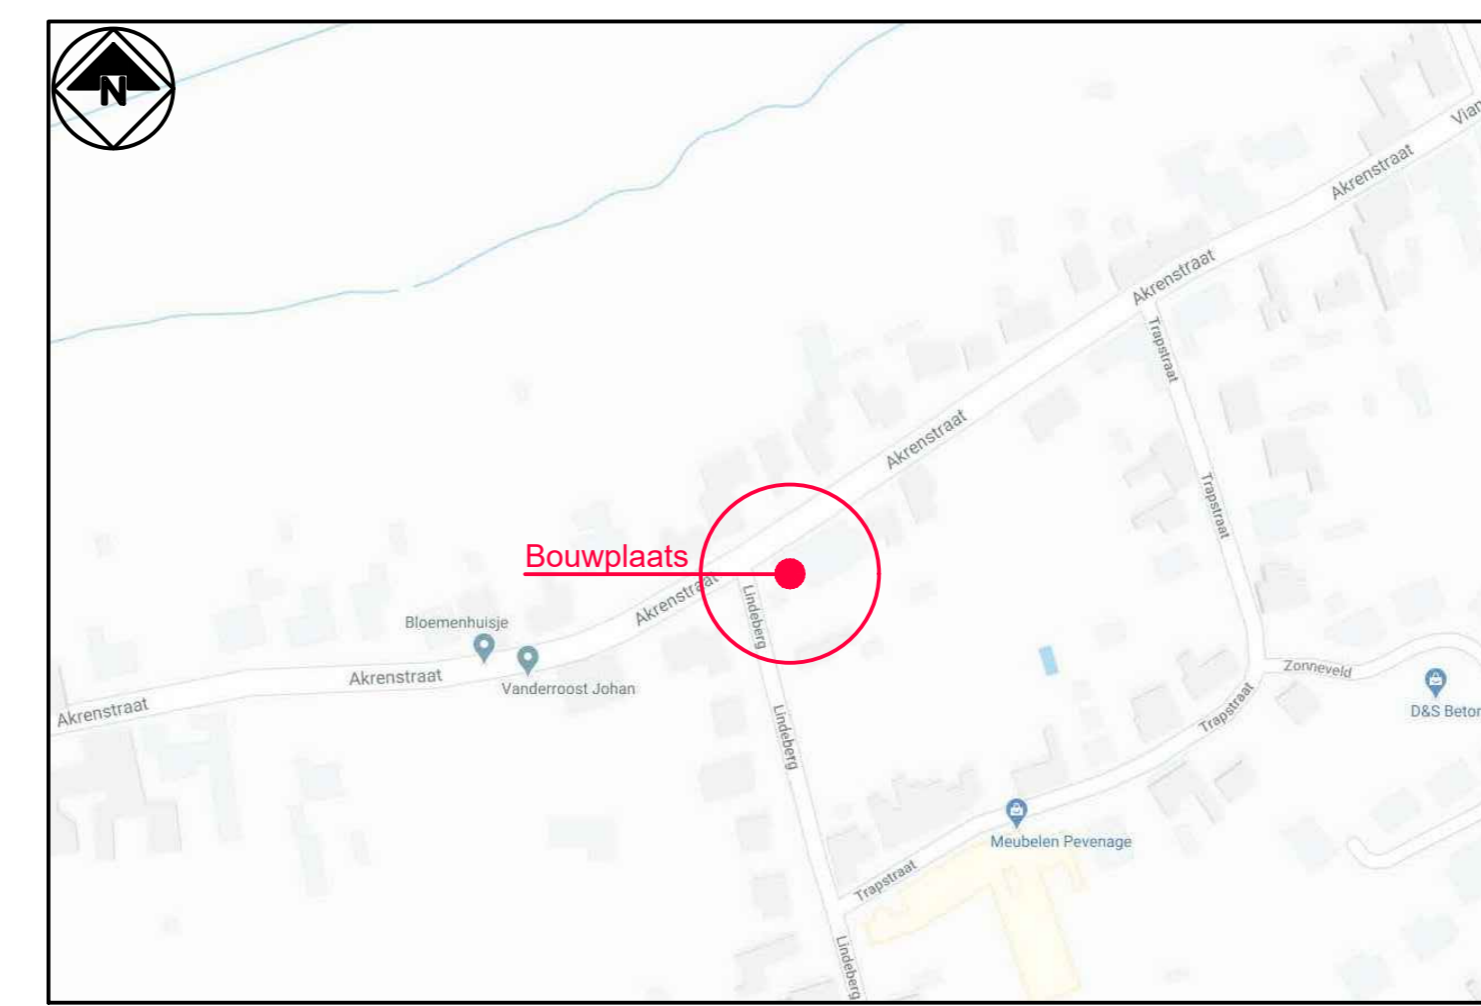 N
Vian
Akrenstraat
Akrenstraat
Trapstraat
Akrenstraat
Trapstraat
Bouwplaats
Akrenstraat
Lindeberg
Bloemenhuisje
Akrenstraat
Vanderroost Johan
Akrenstraat
Zonneveld
Trapstraat
D&S Beton
Lindeberg
Meubelen Pevenage
Trapstraat
Lindeberg